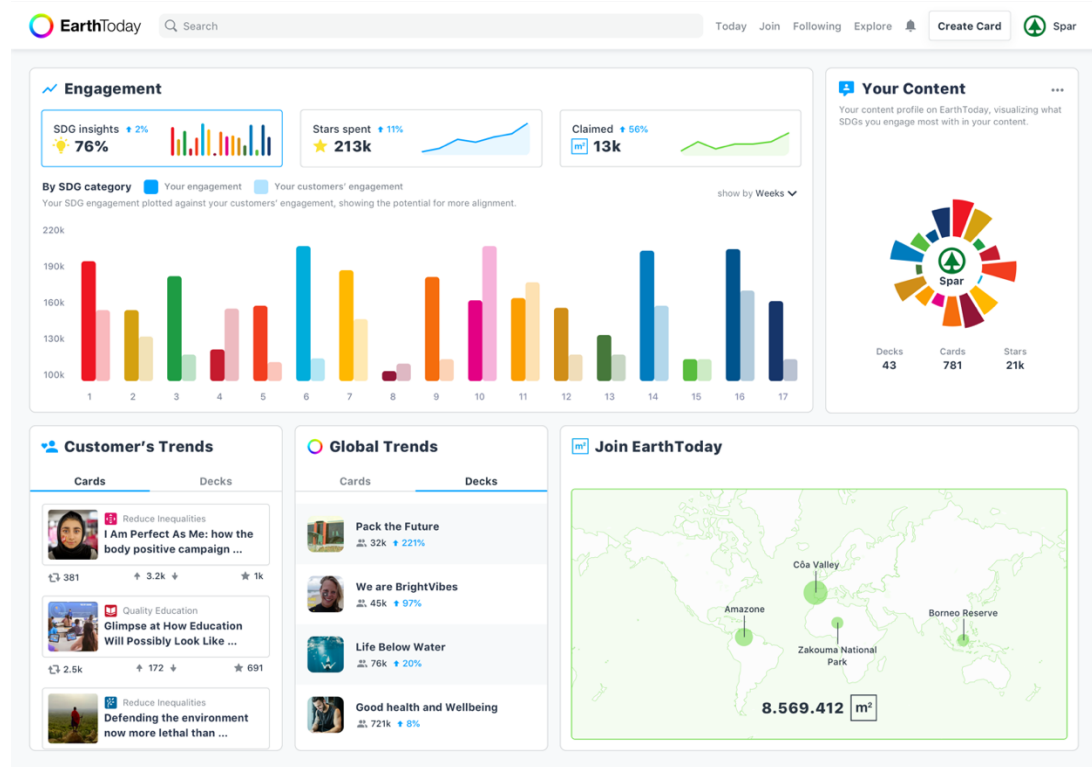 EarthToday
Search
Today Join Following Explore Create Card Spar
Engagement
SDG insights 2%
76%
Stars spent 11%
213k
Claimed 56%
m² 13k
By SDG category Your engagement Your customers' engagement
Your SDG engagement plotted against your customers' engagement, showing the potential for more alignment.
show by Weeks
220k
190k
160k
130k
100k
1 2 3 4 5 6 7 8 9 10 11 12 13 14 15 16 17
Your Content
Your content profile on EarthToday, visualizing what
SDGs you engage most with in your content.
Spar
Decks Cards Stars
43 781 21k
Customer's Trends
Cards Decks
Reduce Inequalities
I Am Perfect As Me: how the
body positive campaign ...
381 3.2k 1k
Quality Education
Glimpse at How Education
Will Possibly Look Like ...
2.5k 172 691
Reduce Inequalities
Defending the environment
now more lethal than ...
Global Trends
Cards Decks
Pack the Future
32k 221%
We are BrightVibes
45k 97%
Life Below Water
76k 20%
Good health and Wellbeing
721k 8%
m² Join EarthToday
Côa Valley
Amazone
Borneo Reserve
Zakouma National
Park
8.569.412 m²